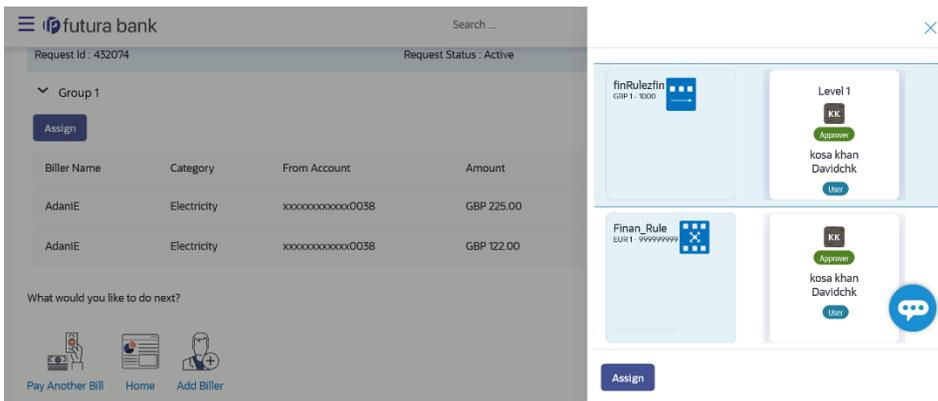 futura bank
Search ...
Request Id : 432074 Request Status : Active
Group 1
Assign
Biller Name Category From Account Amount
AdaniE Electricity xxxxxxxxxxxx0038 GBP 225.00
AdaniE Electricity xxxxxxxxxxxx0038 GBP 122.00
What would you like to do next?
Pay Another Bill Home Add Biller
finRulezfin
GBP 1 - 1000
Level 1
KK
Approver
kosa khan
Davidchk
User
Finan_Rule
EUR 1 - 999999999
KK
Approver
kosa khan
Davidchk
User
Assign